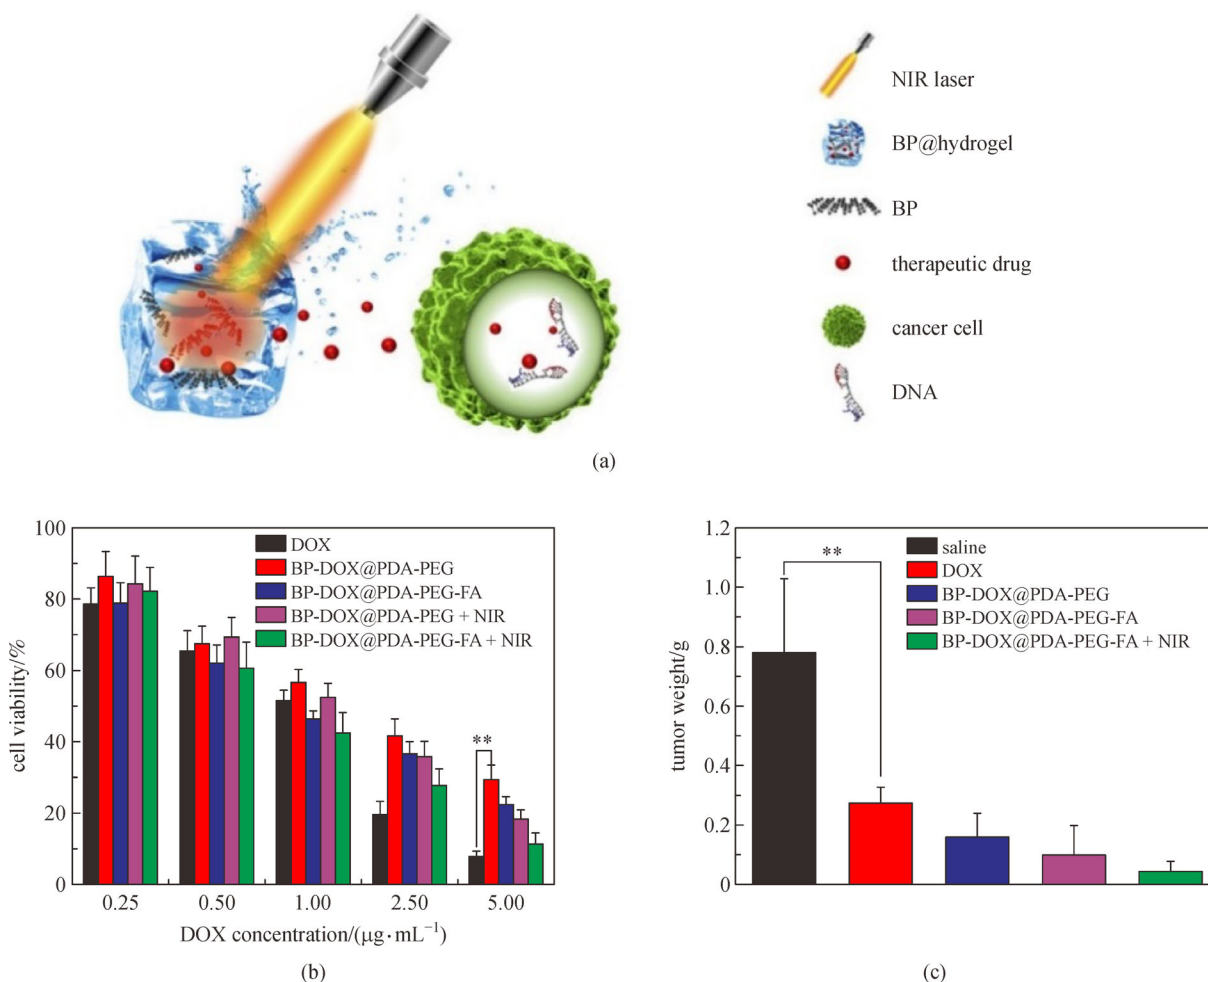 NIR laser
BP@hydrogel
BP
therapeutic drug
cancer cell
DNA
(a)
100
80
60
40
20
0
cell viability/%
DOX
BP-DOX@PDA-PEG
BP-DOX@PDA-PEG-FA
BP-DOX@PDA-PEG + NIR
BP-DOX@PDA-PEG-FA + NIR
**
0.25 0.50 1.00 2.50 5.00
DOX concentration/(μg·mL⁻¹)
(b)
1.2
1.0
0.8
0.6
0.4
0.2
0
tumor weight/g
**
saline
DOX
BP-DOX@PDA-PEG
BP-DOX@PDA-PEG-FA
BP-DOX@PDA-PEG-FA + NIR
(c)